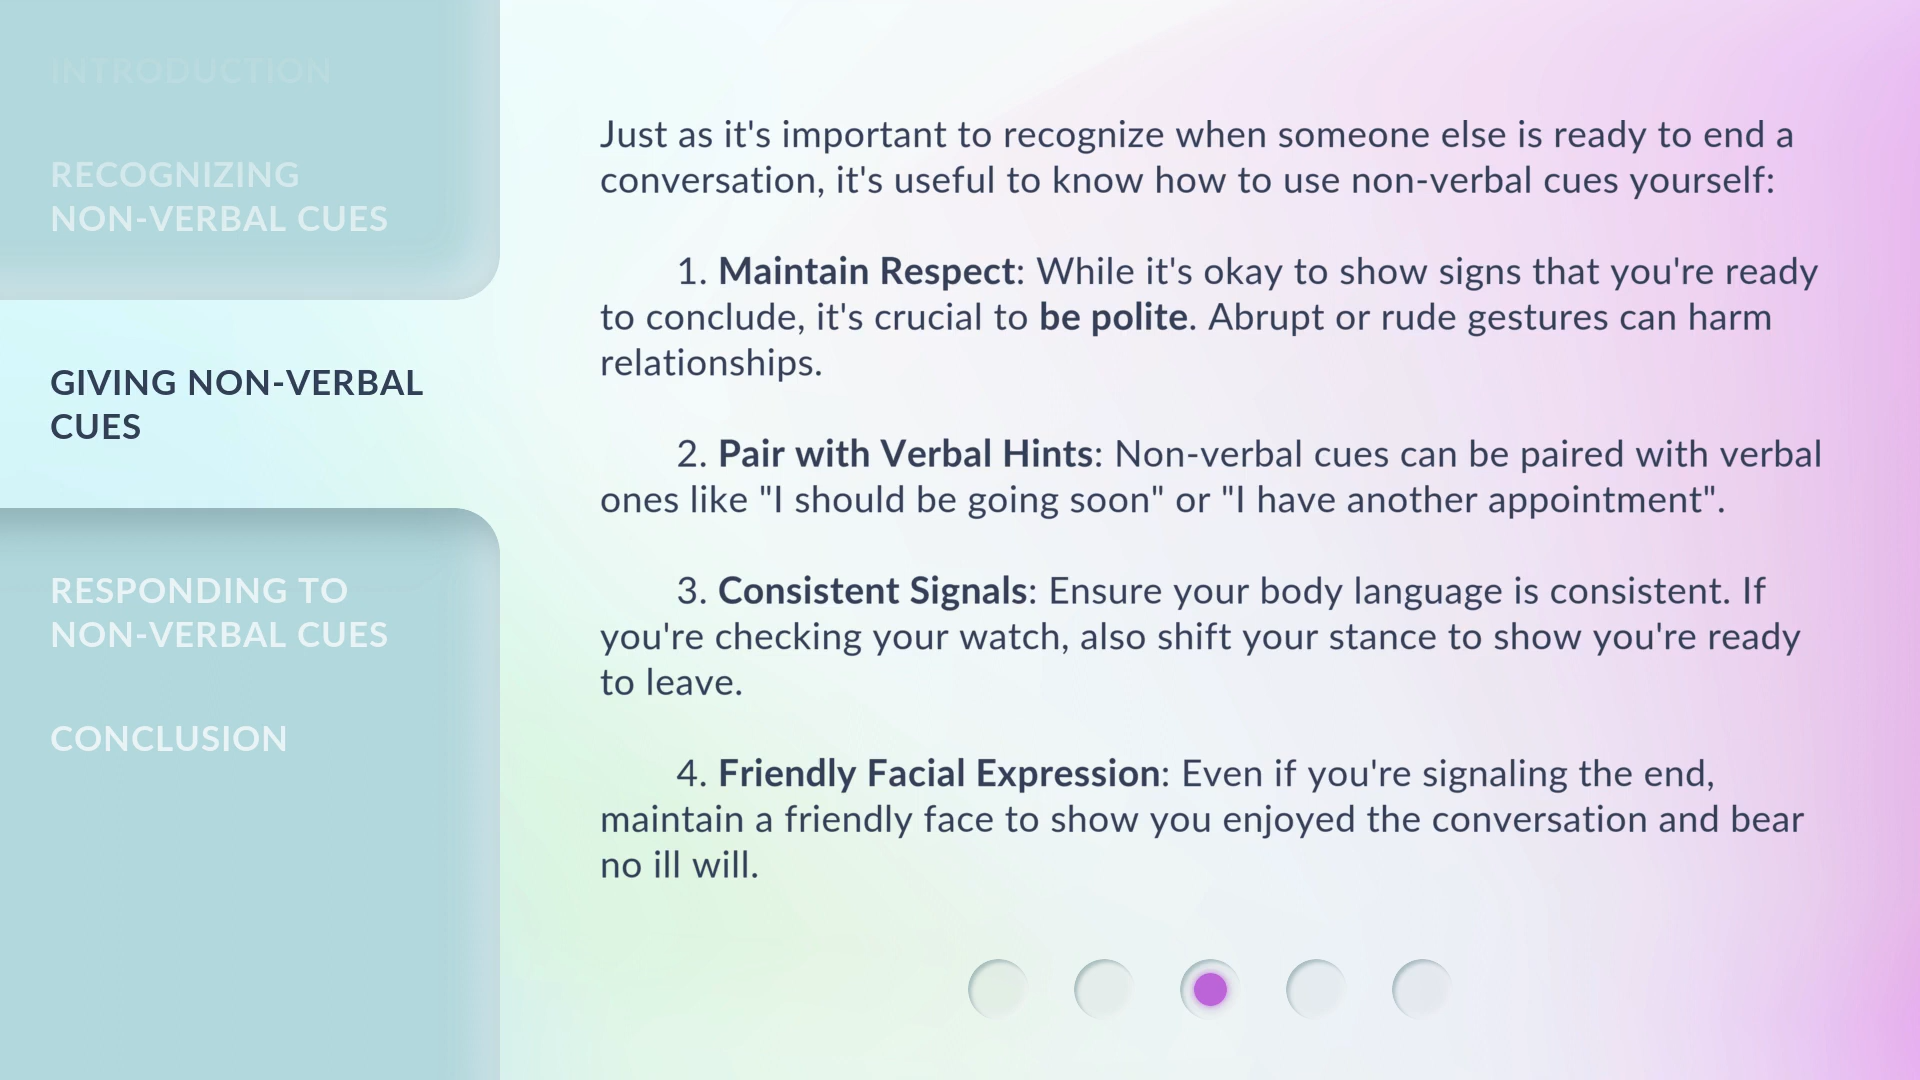 INTRODUCTION
RECOGNIZING
NON-VERBAL CUES
GIVING NON-VERBAL
CUES
RESPONDING TO
NON-VERBAL CUES
CONCLUSION
Just as it's important to recognize when someone else is ready to end a
conversation, it's useful to know how to use non-verbal cues yourself:
1. Maintain Respect: While it's okay to show signs that you're ready
to conclude, it's crucial to be polite. Abrupt or rude gestures can harm
relationships.
2. Pair with Verbal Hints: Non-verbal cues can be paired with verbal
ones like "I should be going soon" or "I have another appointment".
3. Consistent Signals: Ensure your body language is consistent. If
you're checking your watch, also shift your stance to show you're ready
to leave.
4. Friendly Facial Expression: Even if you're signaling the end,
maintain a friendly face to show you enjoyed the conversation and bear
no ill will.